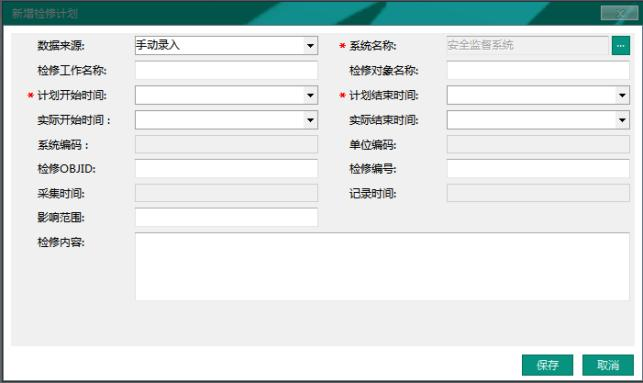 新增检修计划
数据来源: 手动录入 * 系统名称: 安全监督系统 ...
检修工作名称: 检修对象名称:
* 计划开始时间: * 计划结束时间:
实际开始时间: 实际结束时间:
系统编码: 单位编码:
检修OBJID: 检修编号:
采集时间: 记录时间:
影响范围:
检修内容:
保存 取消